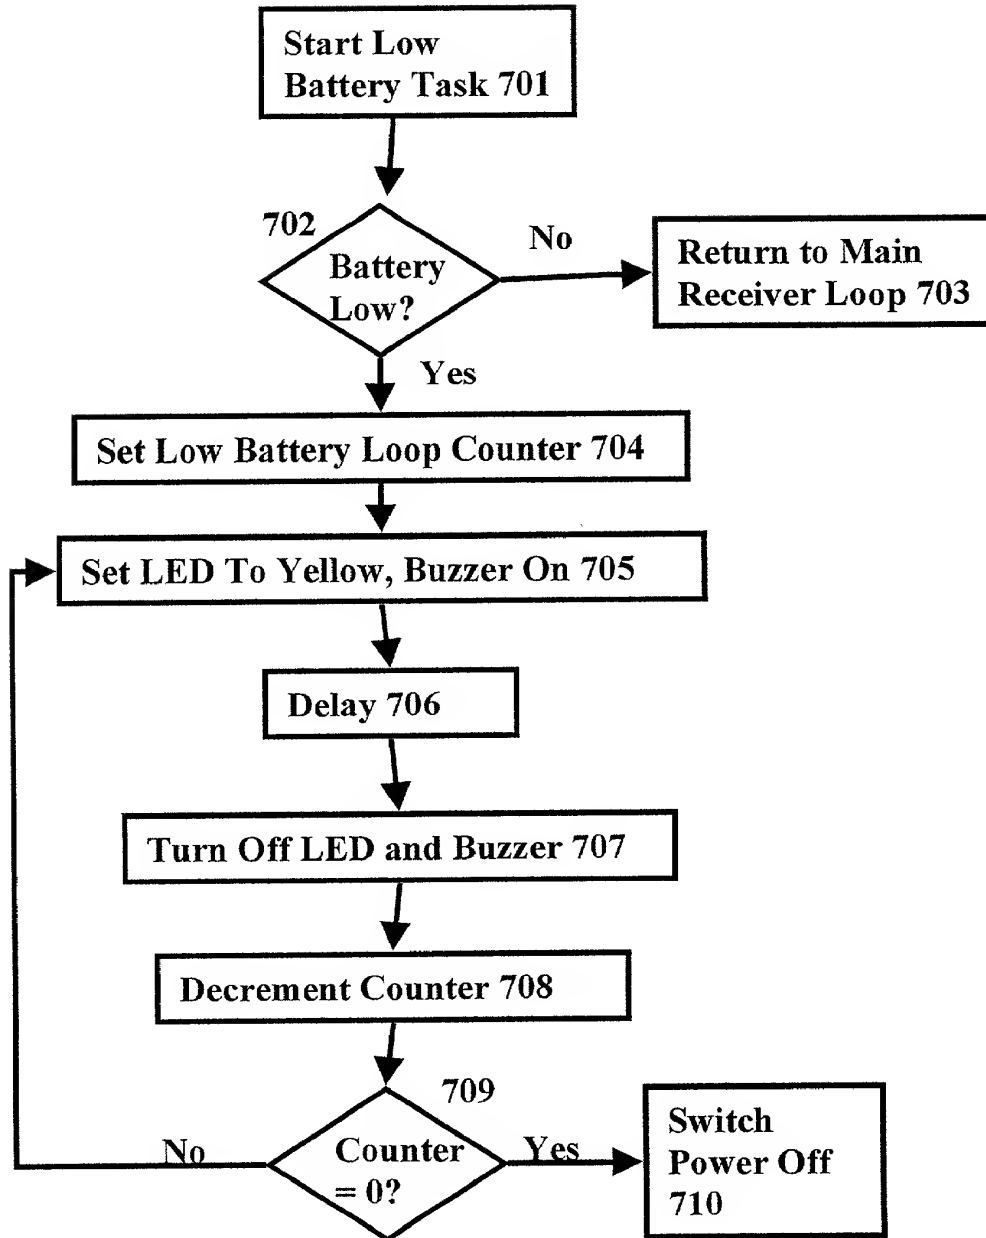 Start Low
Battery Task 701
702
Battery
Low?
No
Return to Main
Receiver Loop 703
Yes
Set Low Battery Loop Counter 704
Set LED To Yellow, Buzzer On 705
Delay 706
Turn Off LED and Buzzer 707
Decrement Counter 708
709
No
Counter
= 0?
Yes
Switch
Power Off
710